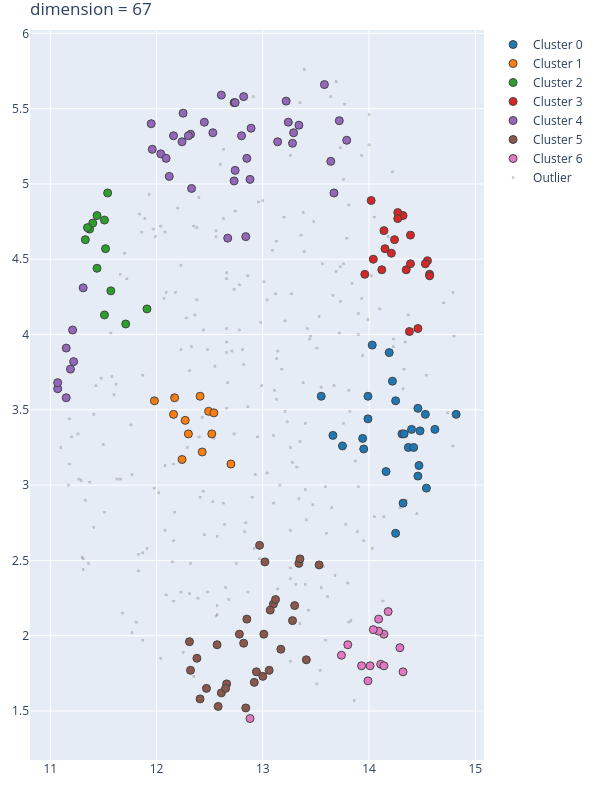 dimension = 67
6
5.5
5
4.5
4
3.5
3
2.5
2
1.5
11
12
13
14
15
Cluster 0
Cluster 1
Cluster 2
Cluster 3
Cluster 4
Cluster 5
Cluster 6
Outlier